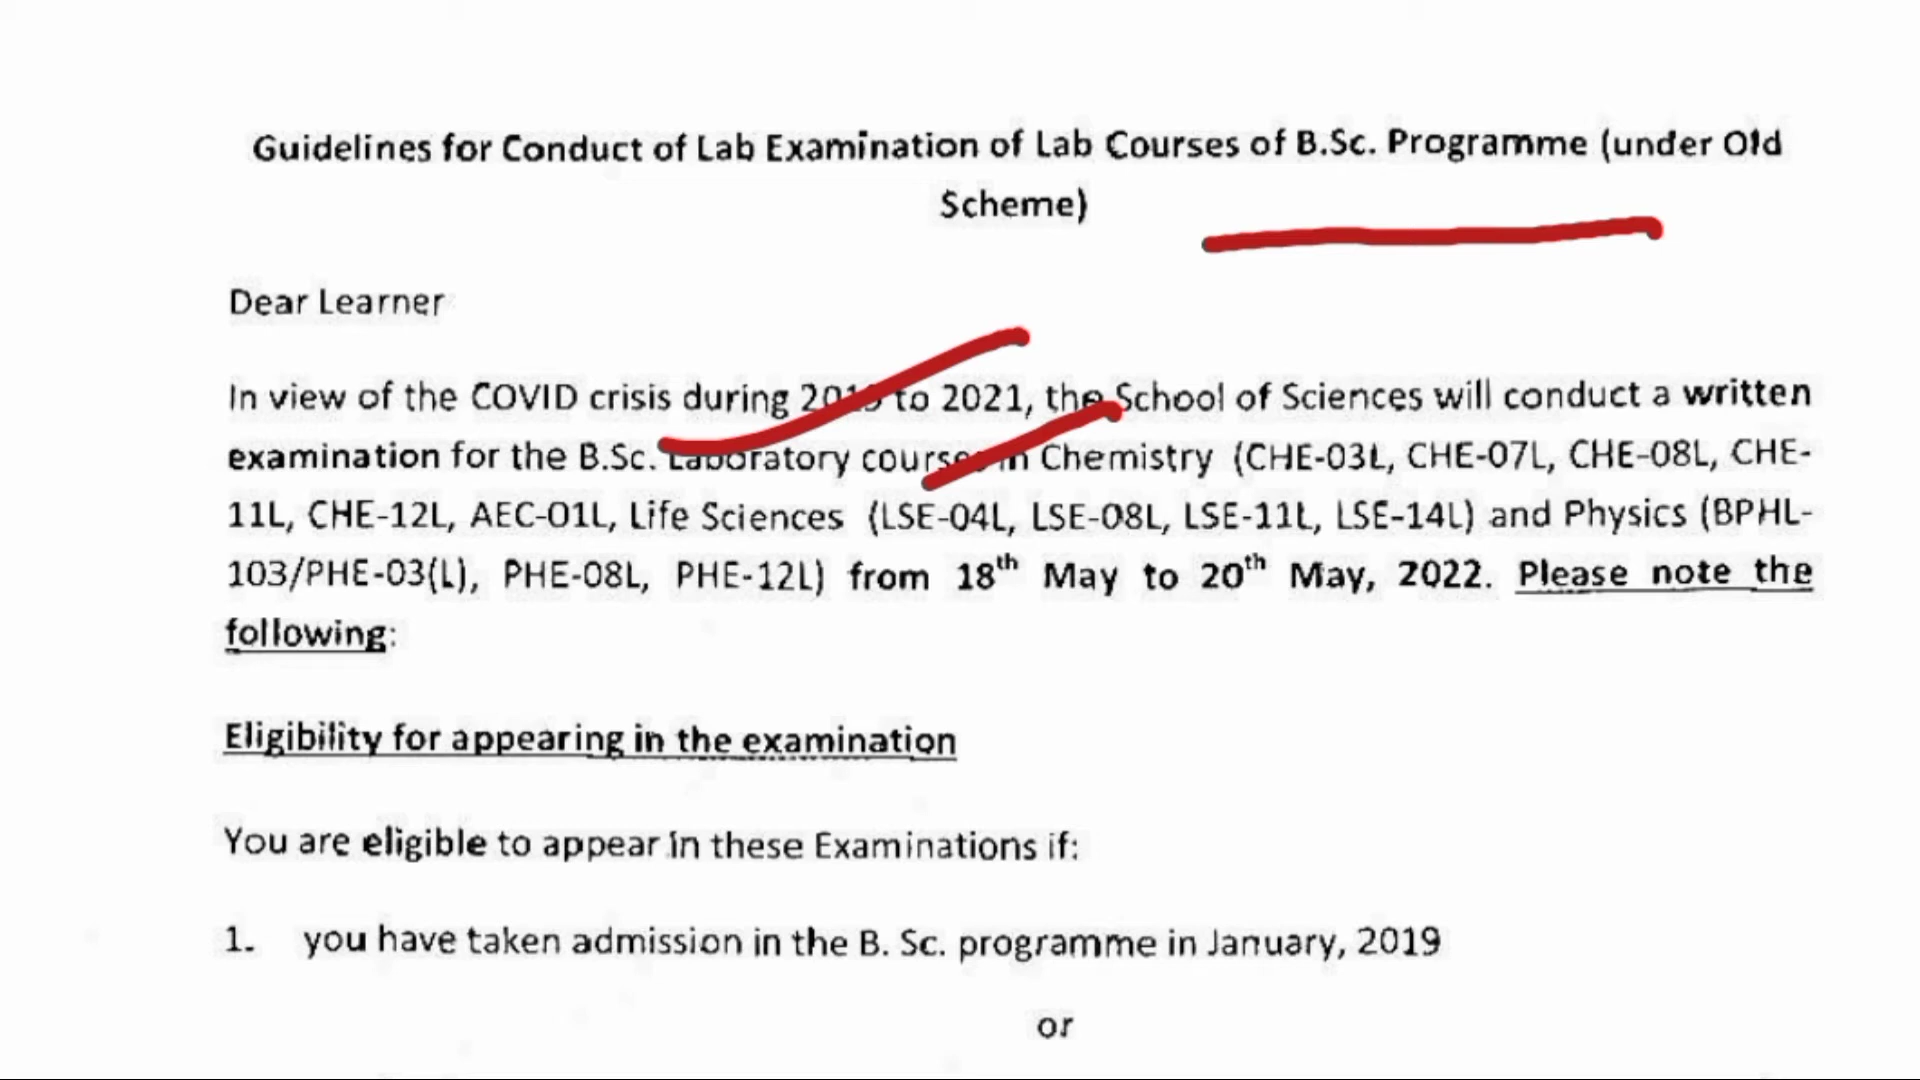 Guidelines for Conduct of Lab Examination of Lab Courses of B.Sc. Programme (under Old
Scheme)
Dear Learner
In view of the COVID crisis during to 2021, the School of Sciences will conduct a written
examination for the B.Sc. Laboratory courses in Chemistry (CHE-03L, CHE-07L, CHE-08L, CHE-
11L, CHE-12L, AEC-01L, Life Sciences (LSE-04L, LSE-08L, LSE-11L, LSE-14L) and Physics (BPHL-
103/PHE-03(L), PHE-08L, PHE-12L) from 18th May to 20th May, 2022. Please note the
following:
Eligibility for appearing in the examination
You are eligible to appear in these Examinations if:
1. you have taken admission in the B. Sc. programme in January, 2019
or